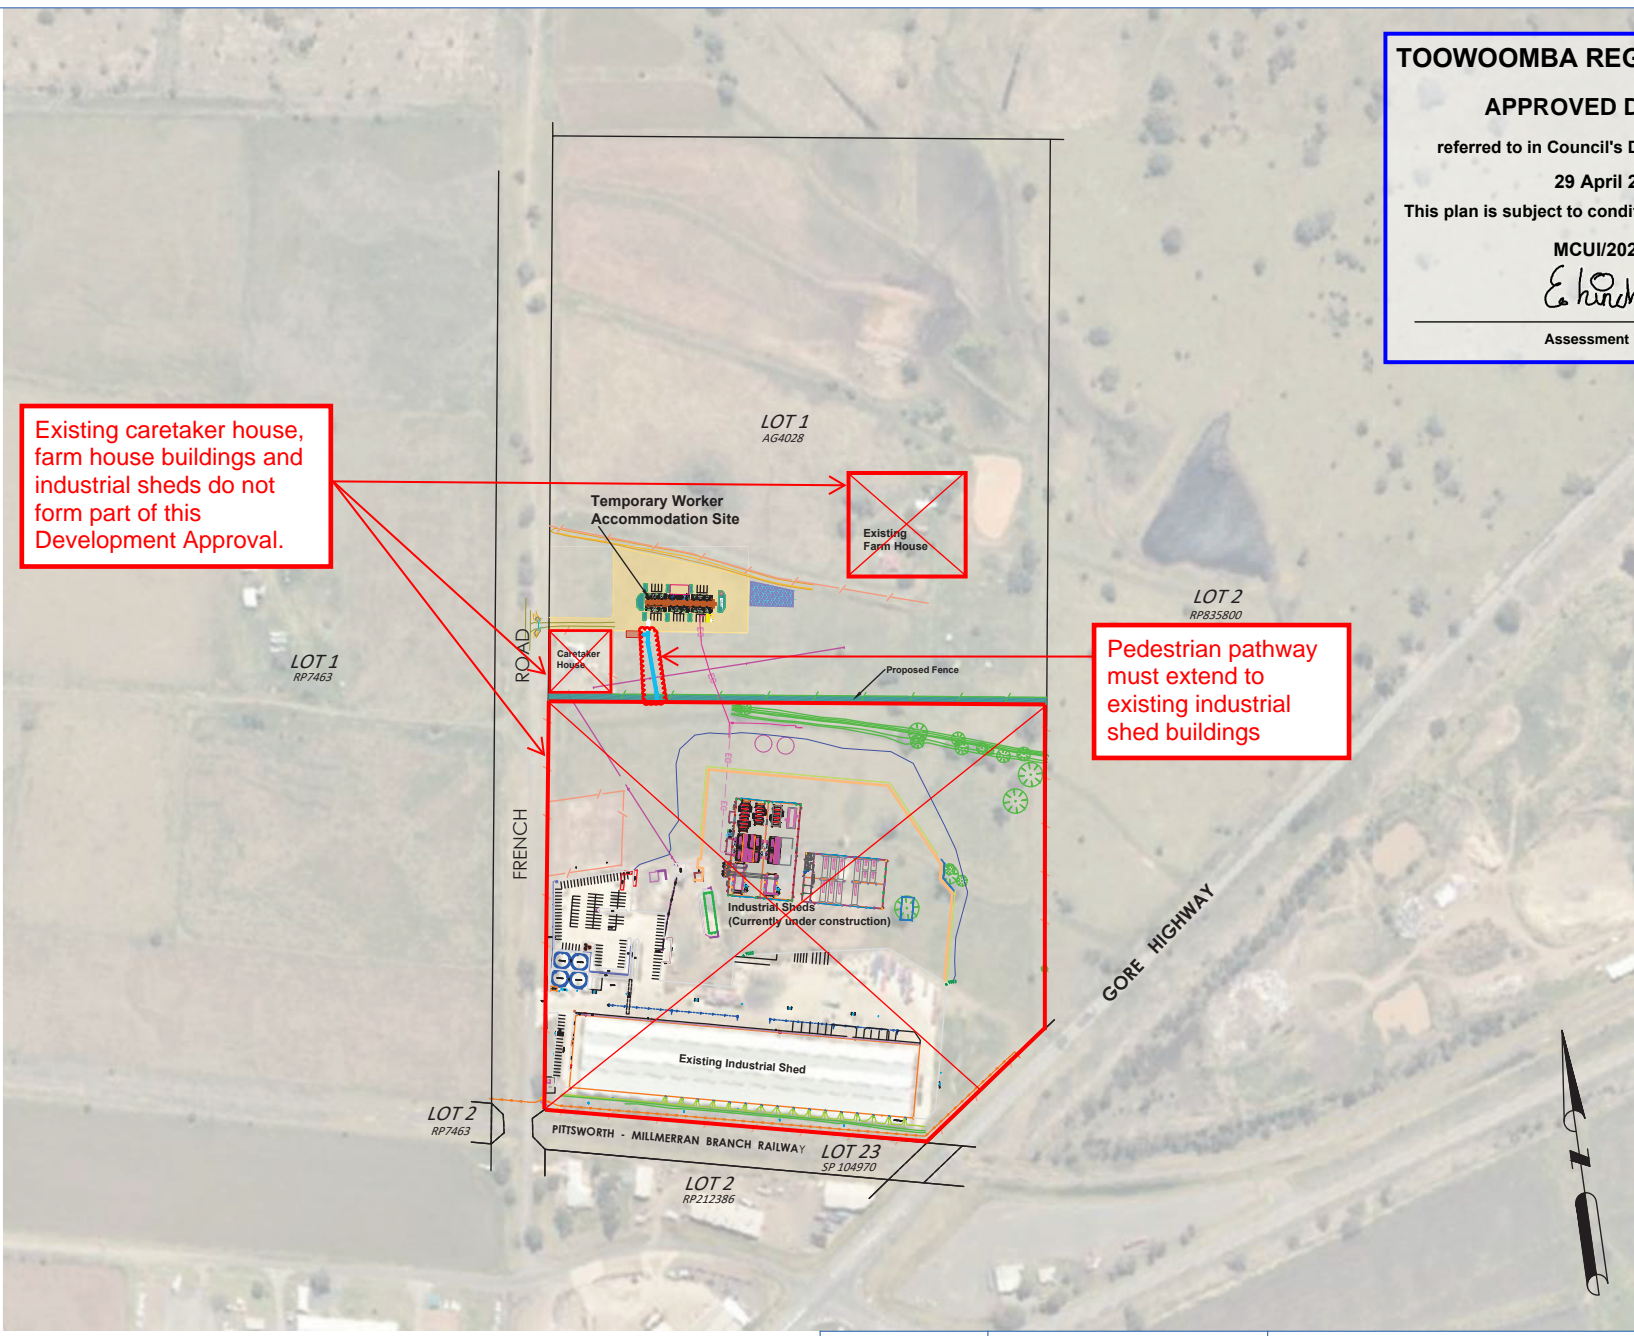 TOOWOOMBA REG
APPROVED D
referred to in Council's D
29 April 2
This plan is subject to condi
MCUI/202
Assessment
Existing caretaker house,
farm house buildings and
industrial sheds do not
form part of this
Development Approval.
LOT 1
AG4028
Temporary Worker
Accommodation Site
Existing
Farm House
LOT 2
RP835800
LOT 1
RP7463
ROAD
Caretaker
House
Proposed Fence
Pedestrian pathway
must extend to
existing industrial
shed buildings
FRENCH
Industrial Sheds
(Currently under construction)
GORE HIGHWAY
Existing Industrial Shed
LOT 2
RP7463
PITTSWORTH - MILLMERRAN BRANCH RAILWAY
LOT 23
SP 104970
LOT 2
RP212386